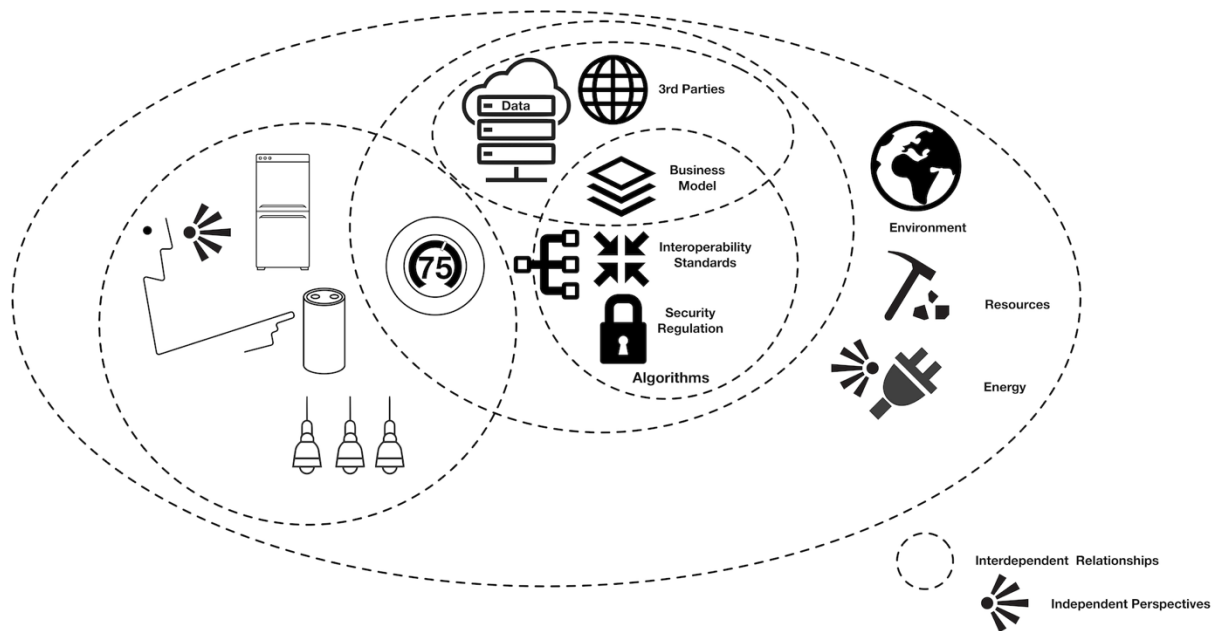 Data
3rd Parties
Business
Model
Environment
75
Interoperability
Standards
Resources
Security
Regulation
Algorithms
Energy
Interdependent Relationships
Independent Perspectives